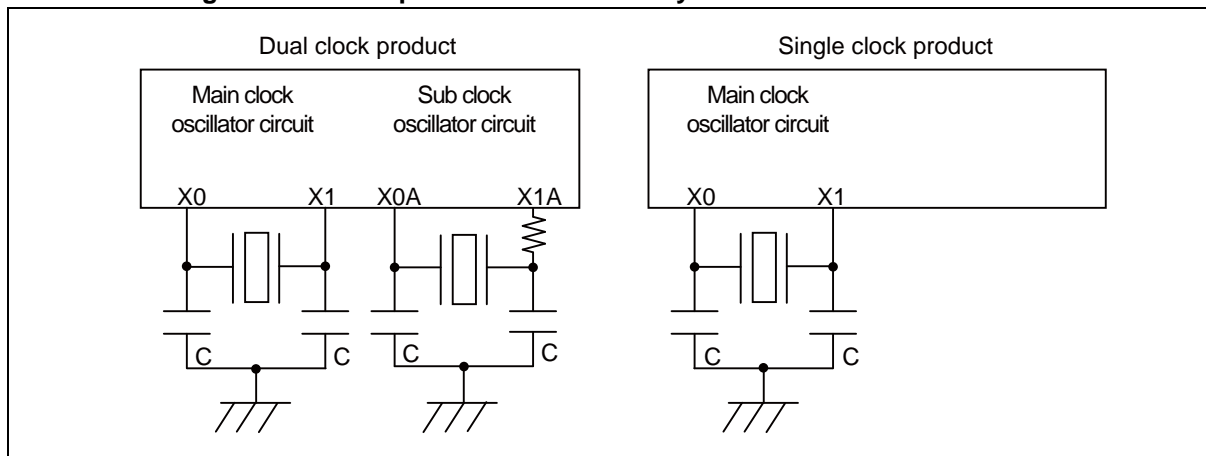 Dual clock product
Single clock product
Main clock
oscillator circuit
Sub clock
oscillator circuit
Main clock
oscillator circuit
X0
X1
X0A
X1A
X0
X1
C
C
C
C
C
C